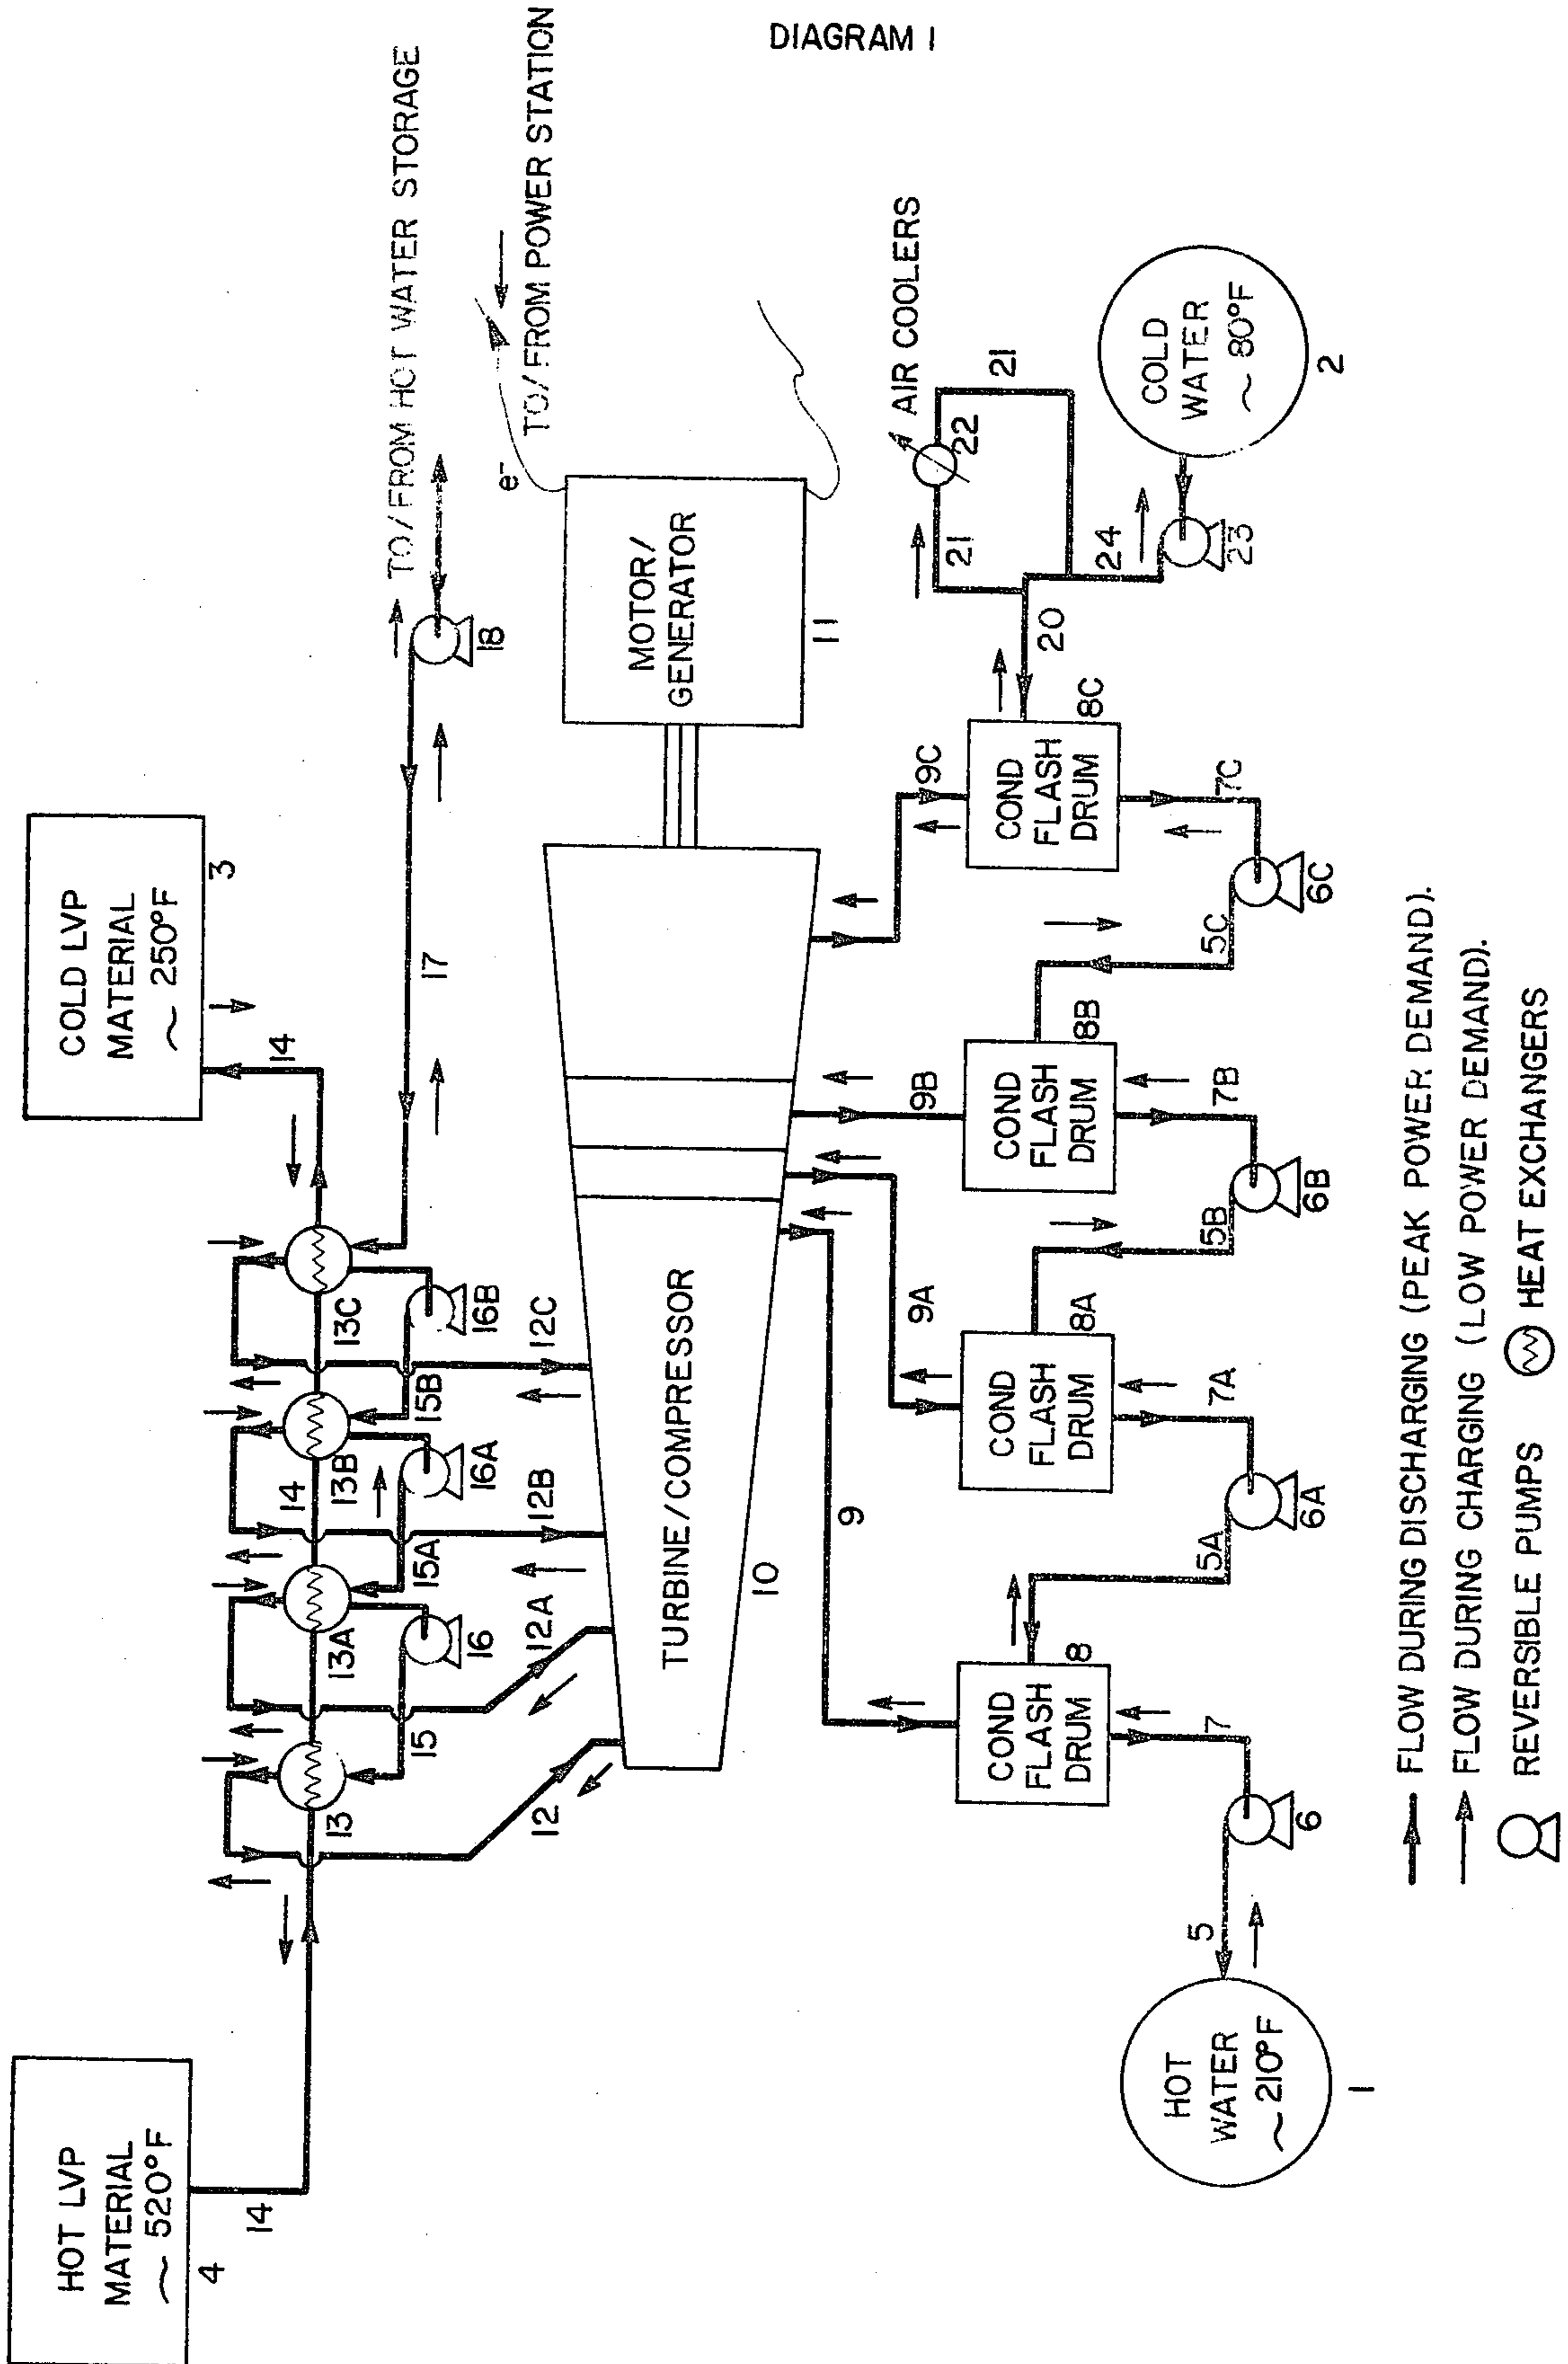 DIAGRAM I
HOT LVP
MATERIAL
~ 520°F
4
14
COLD LVP
MATERIAL
~ 250°F
3
14
13
13A
14
13B
13C
15
16
15A
16A
15B
16B
17
18
TO/FROM HOT WATER STORAGE
12
12A
12B
12C
TURBINE/COMPRESSOR
10
MOTOR/
GENERATOR
11
e-
TO/FROM POWER STATION
9
9A
9B
9C
COND
FLASH
DRUM
8
COND
FLASH
DRUM
8A
COND
FLASH
DRUM
8B
COND
FLASH
DRUM
8C
20
21
22
21
AIR COOLERS
24
23
COLD
WATER
~ 80°F
2
HOT
WATER
~210°F
1
5
6
7
5A
6A
7A
5B
6B
7B
5C
6C
7C
FLOW DURING DISCHARGING (PEAK POWER DEMAND).
FLOW DURING CHARGING (LOW POWER DEMAND).
REVERSIBLE PUMPS
HEAT EXCHANGERS